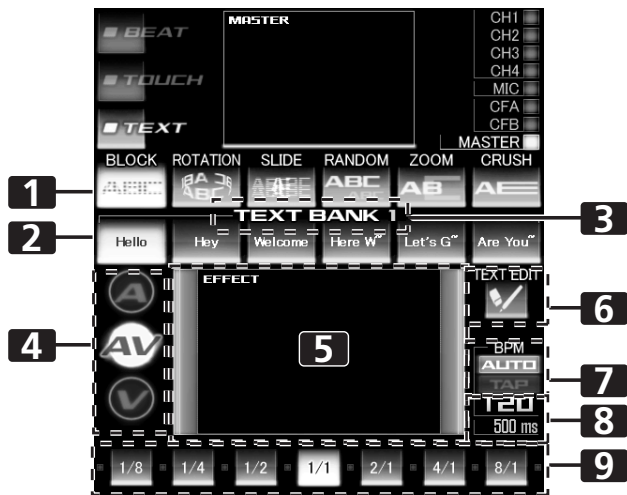 BEAT
MASTER
CH1
CH2
CH3
CH4
TOUCH
MIC
CFA
CFB
TEXT
MASTER
BLOCK ROTATION SLIDE RANDOM ZOOM CRUSH
1
ABC
ABC
AB
AE
TEXT BANK 1
3
2
Hello Hey Welcome Here W~ Let's G~ Are You~
EFFECT
TEXT EDIT
6
4
A
AV
V
5
BPM
AUTO
TAP
7
120
500 ms
8
1/8 1/4 1/2 1/1 2/1 4/1 8/1
9